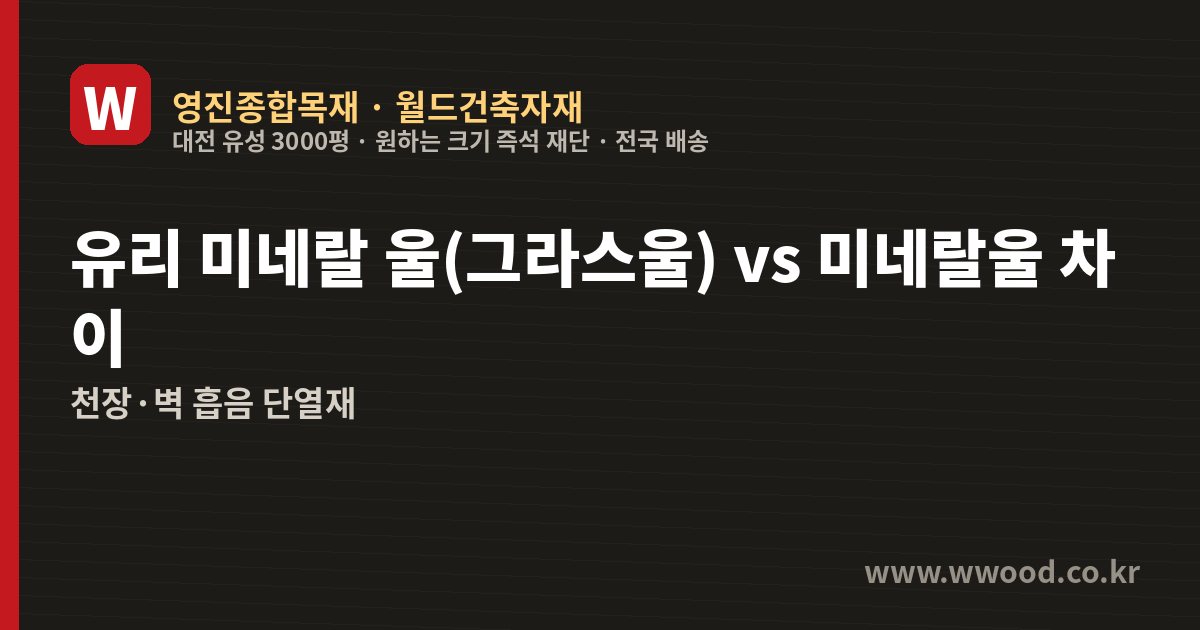 W
영진종합목재 · 월드건축자재
대전 유성 3000평 · 원하는 크기 즉석 재단 · 전국 배송
유리 미네랄 울(그라스울) vs 미네랄울 차
이
천장·벽 흡음 단열재
www.wwood.co.kr